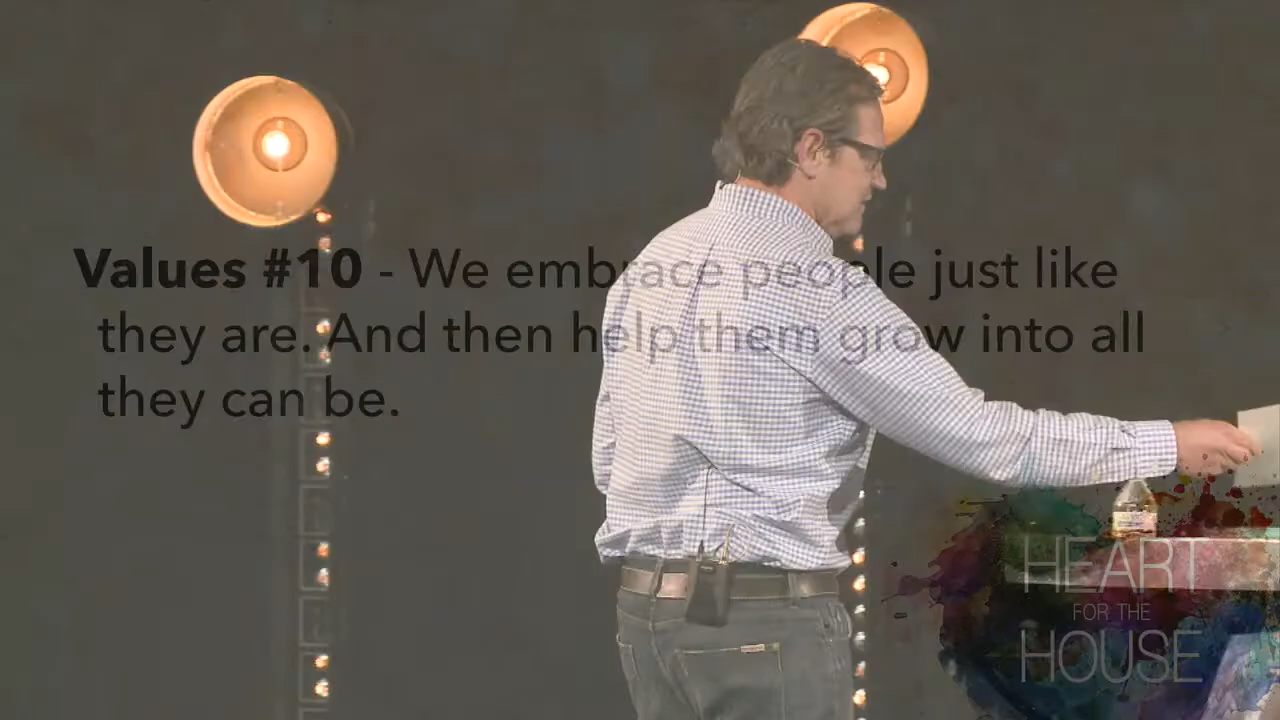 Values #10 - We embrace people just like
they are. And then help them grow into all
they can be.
HEART
FOR THE
HOUSE